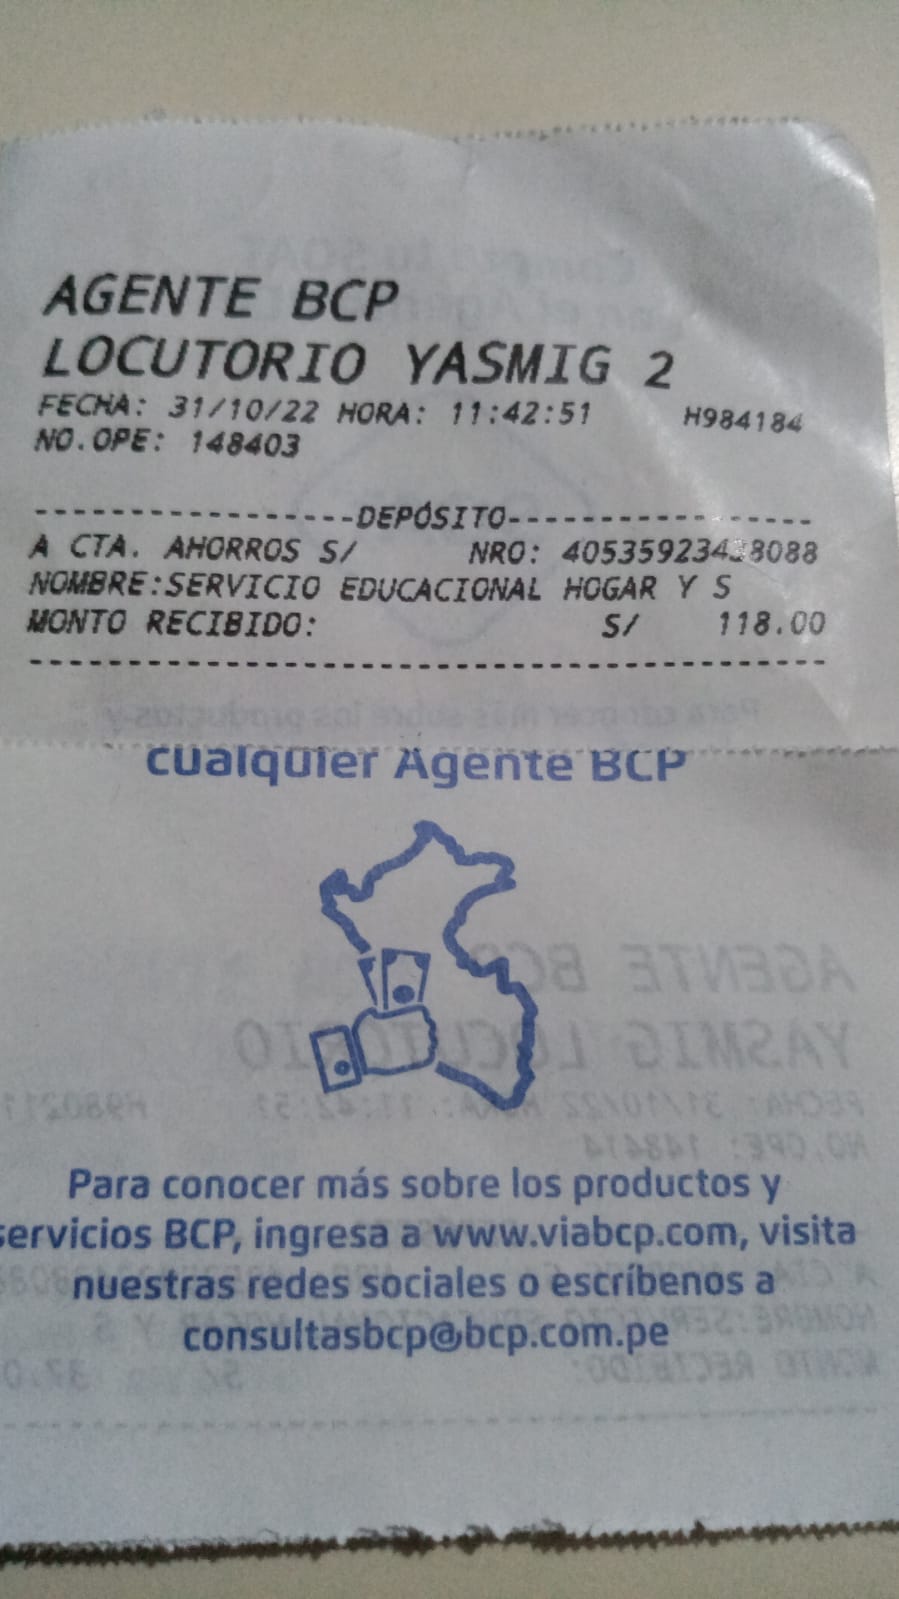 AGENTE BCP
LOCUTORIO YASMIG 2
FECHA: 31/10/22 HORA: 11:42:51 H984184
NO.OPE: 148403
-----------------DEPÓSITO----------------
A CTA. AHORROS S/ NRO:
NOMBRE:SERVICIO EDUCACIONAL HOGAR Y S
MONTO RECIBIDO: S/ 118.00
cualquier Agente BCP
Para conocer más sobre los productos y
servicios BCP, ingresa a www.viabcp.com, visita
nuestras redes sociales o escríbenos a
consultasbcp@bcp.com.pe